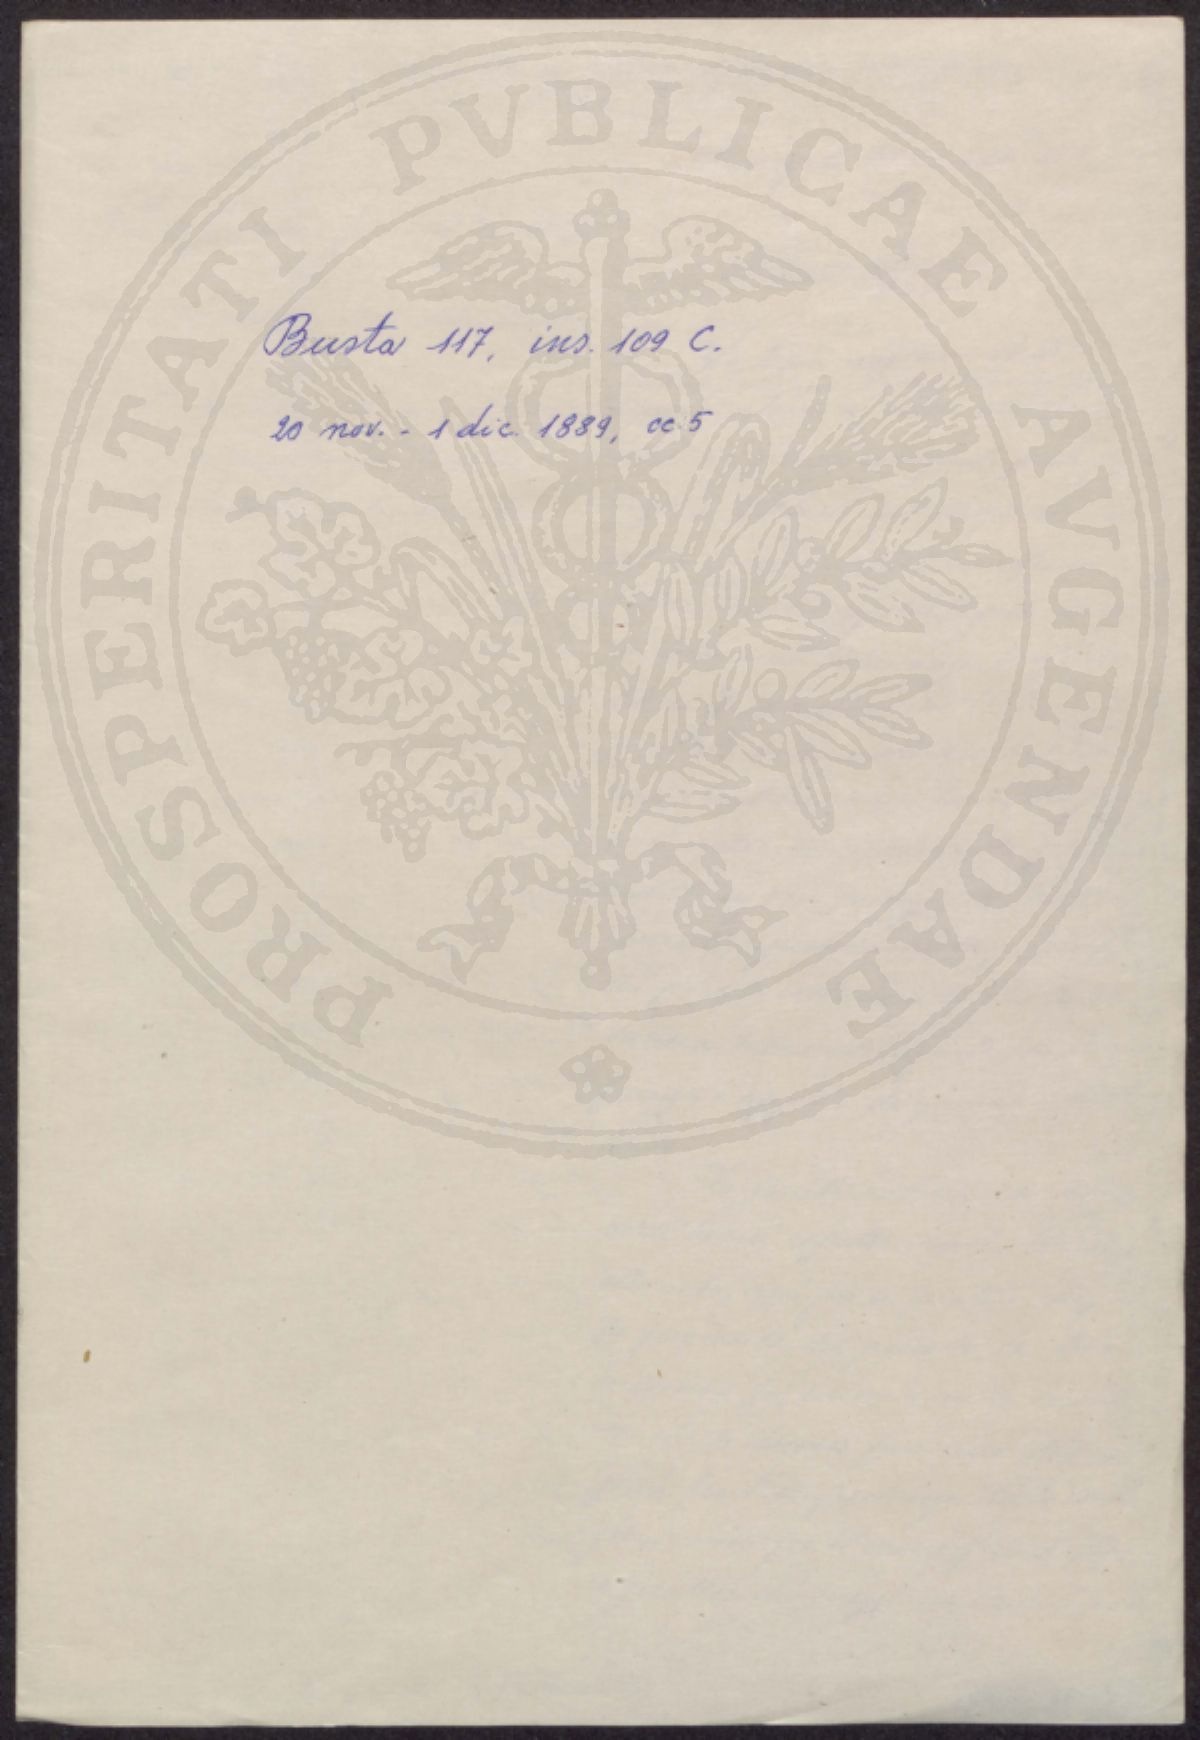 PROSPERITATI PVBLICAE AVGENDAE
Busta 117, ins. 109 C.
20 nov. - 1 dic. 1889, cc 5